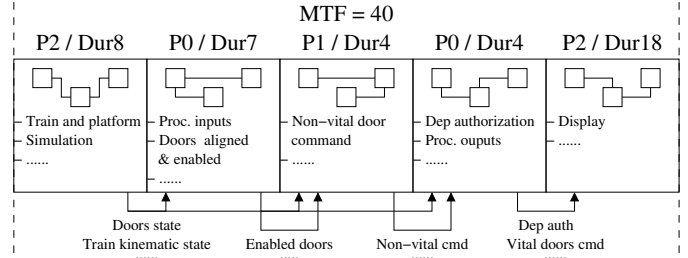 MTF = 40
P2 / Dur8 P0 / Dur7 P1 / Dur4 P0 / Dur4 P2 / Dur18
Train and platform
Simulation
......
Proc. inputs
Doors aligned
& enabled
......
Non−vital door
command
......
Dep authorization
Proc. ouputs
......
Display
......
Doors state
Train kinematic state
......
Enabled doors
......
Non−vital cmd
......
Dep auth
Vital doors cmd
......